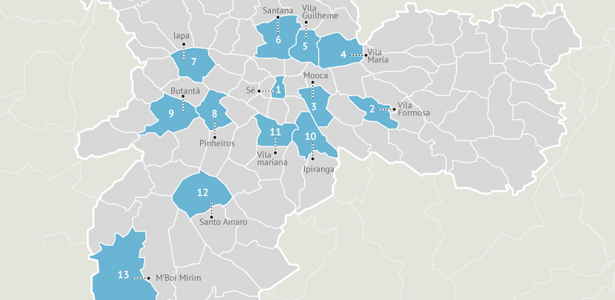 Santana
Vila
Guilheme
lapa
6
5
4
Vila
Maria
7
Mooca
Butantã
Sé
1
9
8
3
2
Vila
Formosa
Pinheiros
11
10
Vila
mariana
Ipiranga
12
Santo Amaro
13
M'Boi Mirim